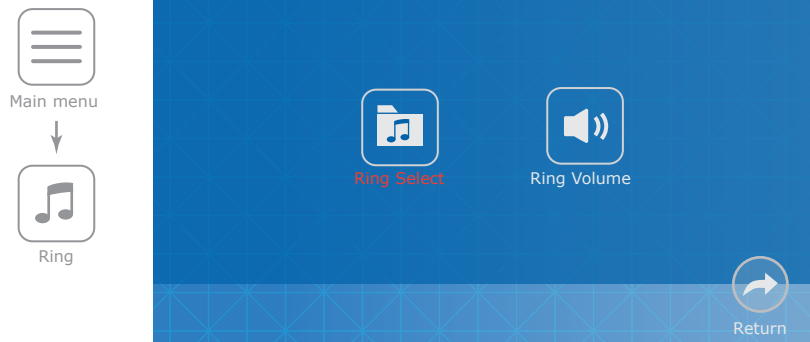 Main menu
Ring
Ring Select
Ring Volume
Return